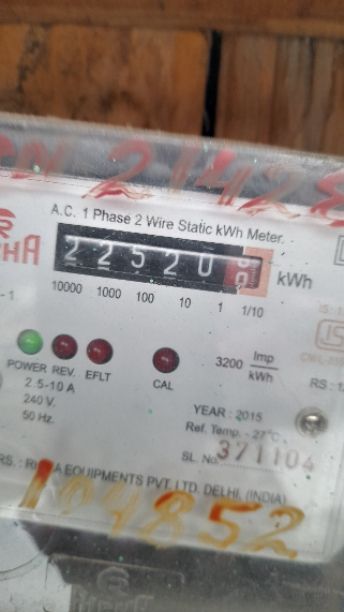 2142
A.C. 1 Phase 2 Wire Static kWh Meter.
22520 kWh
10000 1000 100 10 1 1/10
POWER REV. EFLT CAL 3200 Imp/kWh
2.5-10 A
240 V.
50 Hz.
YEAR : 2015
Ref. Temp. - 27°C
SL. No. 371104
EQUIPMENTS PVT. LTD. DELHI, (INDIA)
104852